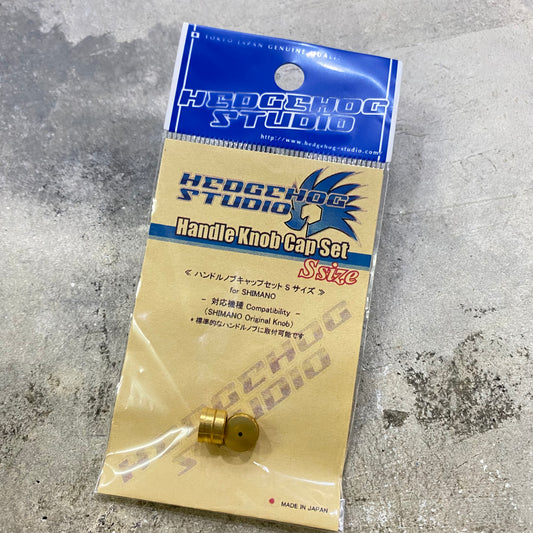 TOKYO JAPAN GENUINE QUALI
HEDGEHOG
STUDIO
http://www.hedgehog-studio.com/
HEDGEHOG
STUDIO
Handle Knob Cap Set
S size
≪ ハンドルノブキャップセット S サイズ ≫
for SHIMANO
- 対応機種 Compatibility -
(SHIMANO Original Knob)
* 標準的なハンドルノブに取付可能です
HEDGEHOG
STUDIO
MADE IN JAPAN